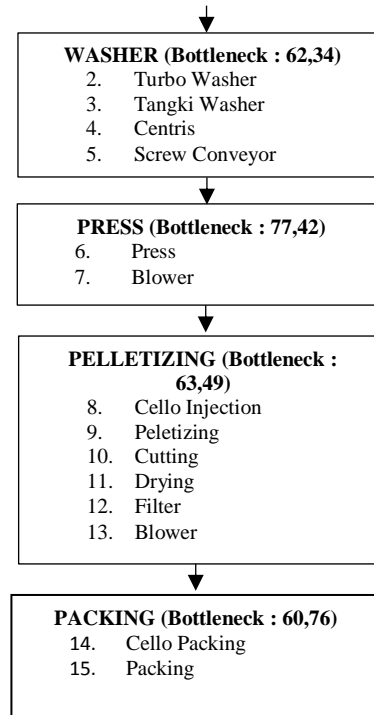 WASHER (Bottleneck : 62,34)
2. Turbo Washer
3. Tangki Washer
4. Centris
5. Screw Conveyor
PRESS (Bottleneck : 77,42)
6. Press
7. Blower
PELLETIZING (Bottleneck :
63,49)
8. Cello Injection
9. Peletizing
10. Cutting
11. Drying
12. Filter
13. Blower
PACKING (Bottleneck : 60,76)
14. Cello Packing
15. Packing